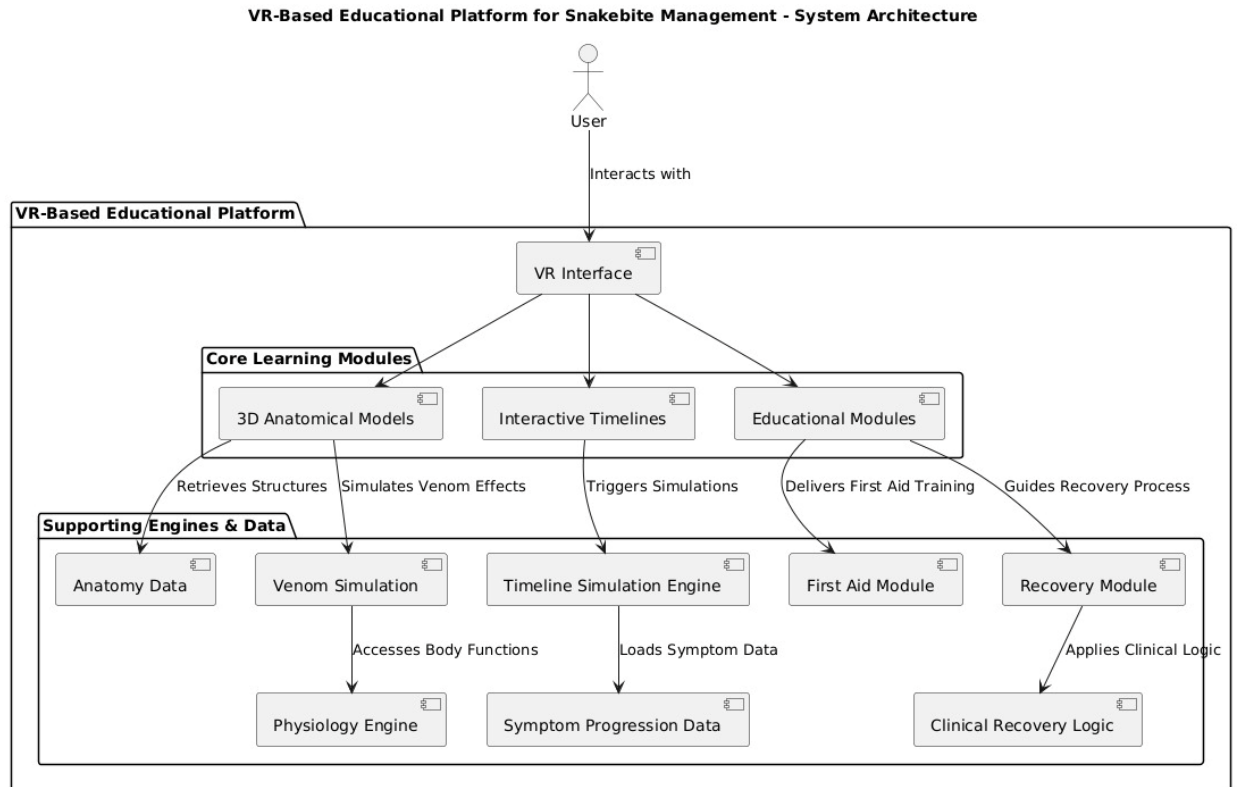 VR-Based Educational Platform for Snakebite Management - System Architecture
User
Interacts with
VR-Based Educational Platform
VR Interface
Core Learning Modules
3D Anatomical Models
Interactive Timelines
Educational Modules
Retrieves Structures
Simulates Venom Effects
Triggers Simulations
Delivers First Aid Training
Guides Recovery Process
Supporting Engines & Data
Anatomy Data
Venom Simulation
Timeline Simulation Engine
First Aid Module
Recovery Module
Accesses Body Functions
Loads Symptom Data
Applies Clinical Logic
Physiology Engine
Symptom Progression Data
Clinical Recovery Logic